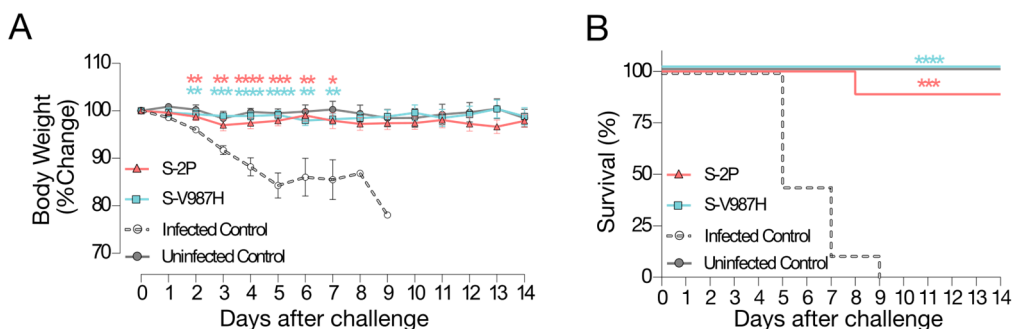 A
110
100
90
80
70
Body Weight
(%Change)
** ** **** *** ** *
** *** **** **** ** **
S-2P
S-V987H
Infected Control
Uninfected Control
0 1 2 3 4 5 6 7 8 9 10 11 12 13 14
Days after challenge
B
100
75
50
25
0
Survival (%)
****
***
S-2P
S-V987H
Infected Control
Uninfected Control
0 1 2 3 4 5 6 7 8 9 10 11 12 13 14
Days after challenge